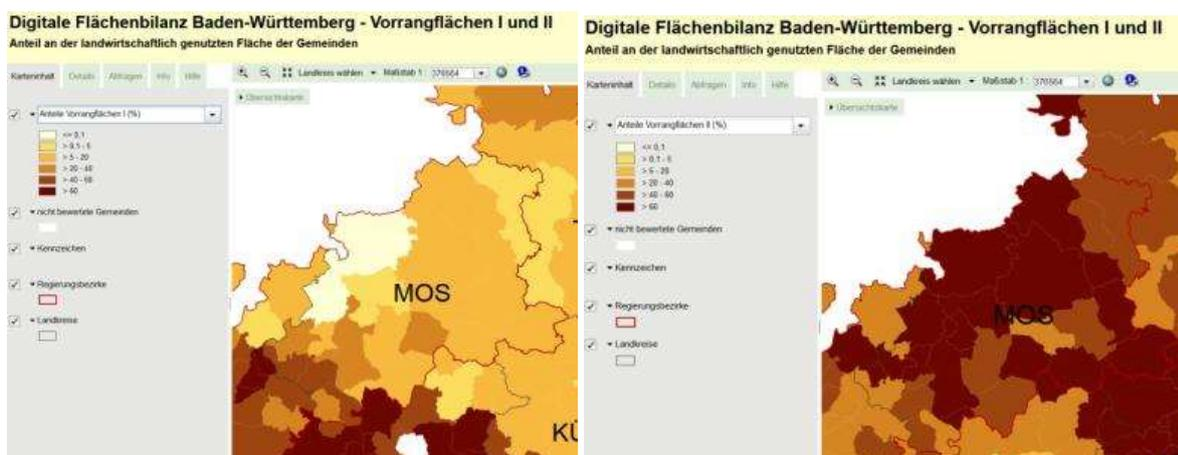 Digitale Flächenbilanz Baden-Württemberg - Vorrangflächen I und II
Anteil an der landwirtschaftlich genutzten Fläche der Gemeinden
Karteninhalt Details Abfragen Info Hilfe
Landkreis wählen Maßstab 1 : 376564
Übersichtskarte
Anteile Vorrangflächen I (%)
<= 0,1
> 0,1 - 5
> 5 - 20
> 20 - 40
> 40 - 60
> 60
nicht bewertete Gemeinden
Kennzeichen
Regierungsbezirke
Landkreise
MOS
KÜ
Digitale Flächenbilanz Baden-Württemberg - Vorrangflächen I und II
Anteil an der landwirtschaftlich genutzten Fläche der Gemeinden
Karteninhalt Details Abfragen Info Hilfe
Landkreis wählen Maßstab 1 : 376564
Übersichtskarte
Anteile Vorrangflächen II (%)
<= 0,1
> 0,1 - 5
> 5 - 20
> 20 - 40
> 40 - 60
> 60
nicht bewertete Gemeinden
Kennzeichen
Regierungsbezirke
Landkreise
MOS